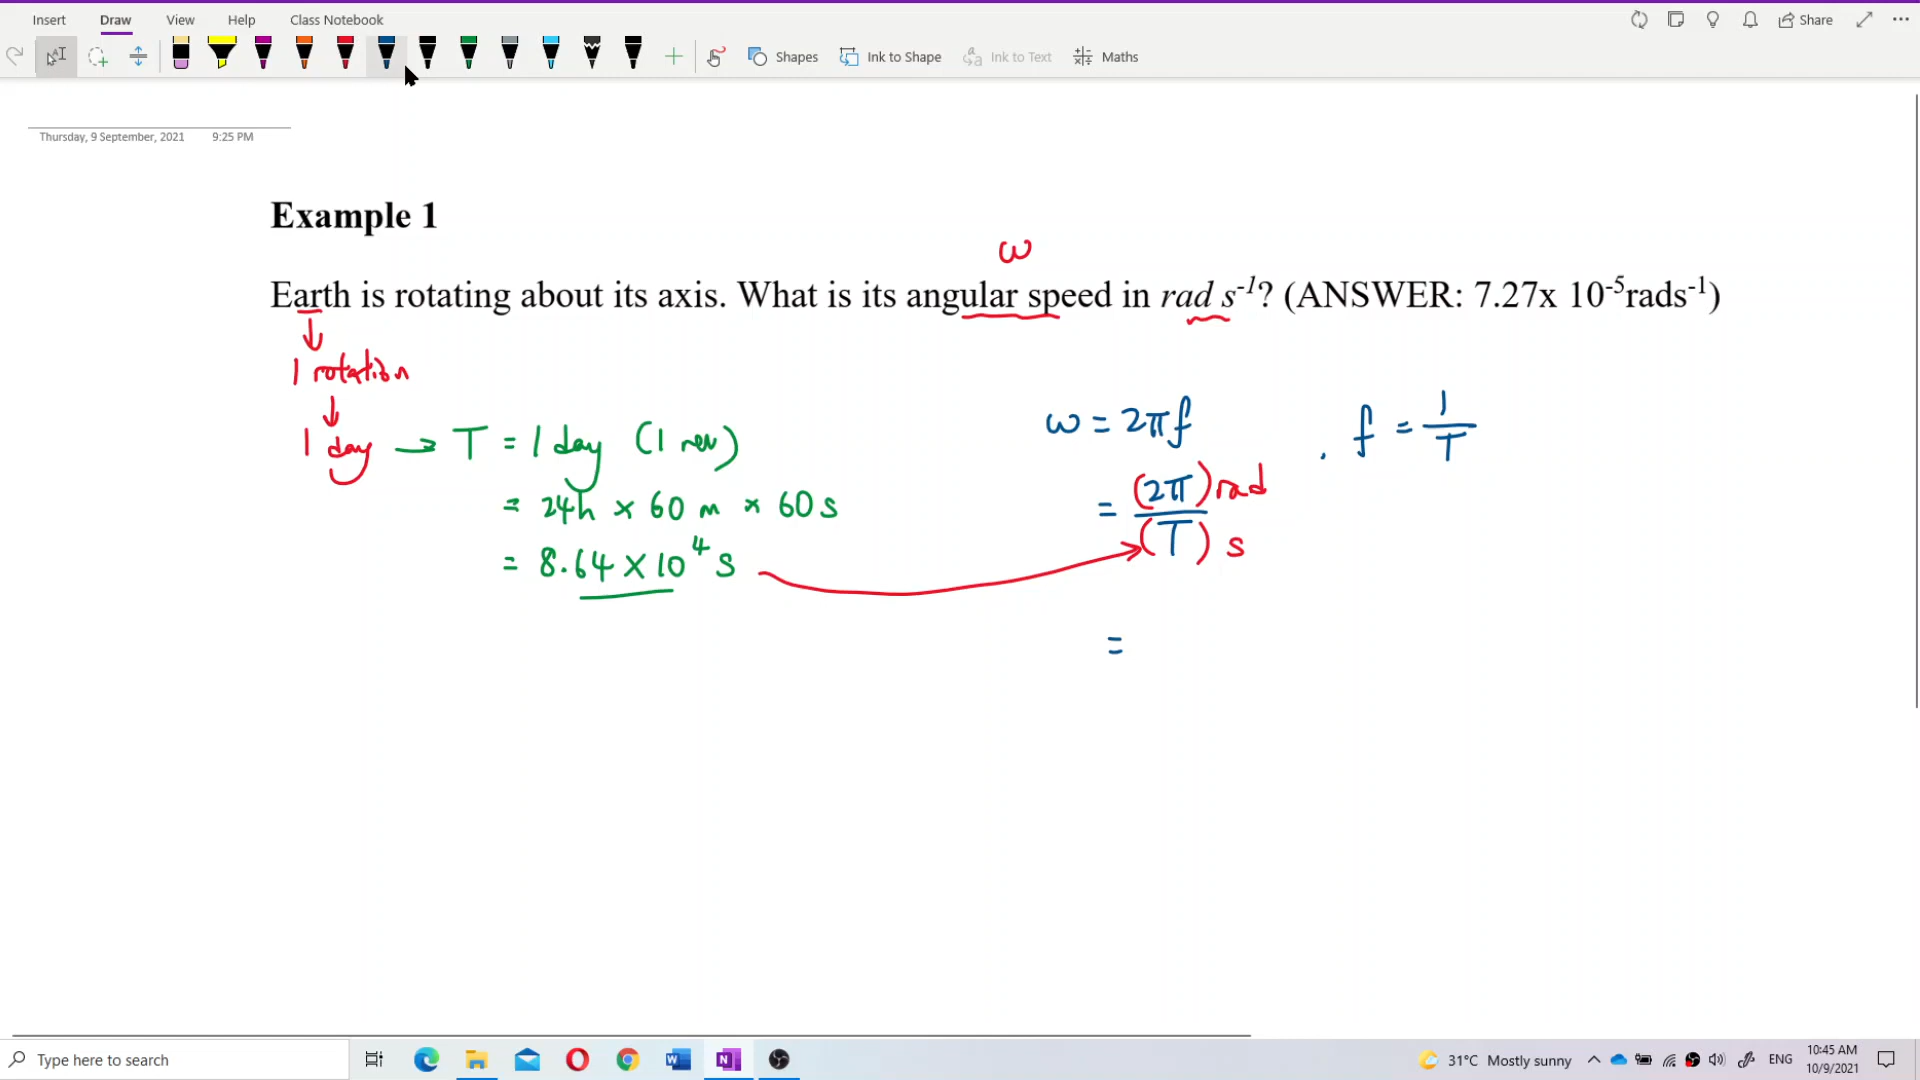 Insert Draw View Help Class Notebook Share
Shapes Ink to Shape Ink to Text Maths
Thursday, 9 September, 2021 9:25 PM
Example 1
ω
Earth is rotating about its axis. What is its angular speed in rad s⁻¹? (ANSWER: 7.27x 10⁻⁵rads⁻¹)
↓
1 rotation
↓
1 day → T = 1 day (1 rev)
= 24h × 60 m × 60 s
= 8.64 × 10⁴ s
ω = 2πf , f = 1/T
= (2π) rad / (T) s
=
Type here to search 31°C Mostly sunny ENG 10:45 AM
10/9/2021